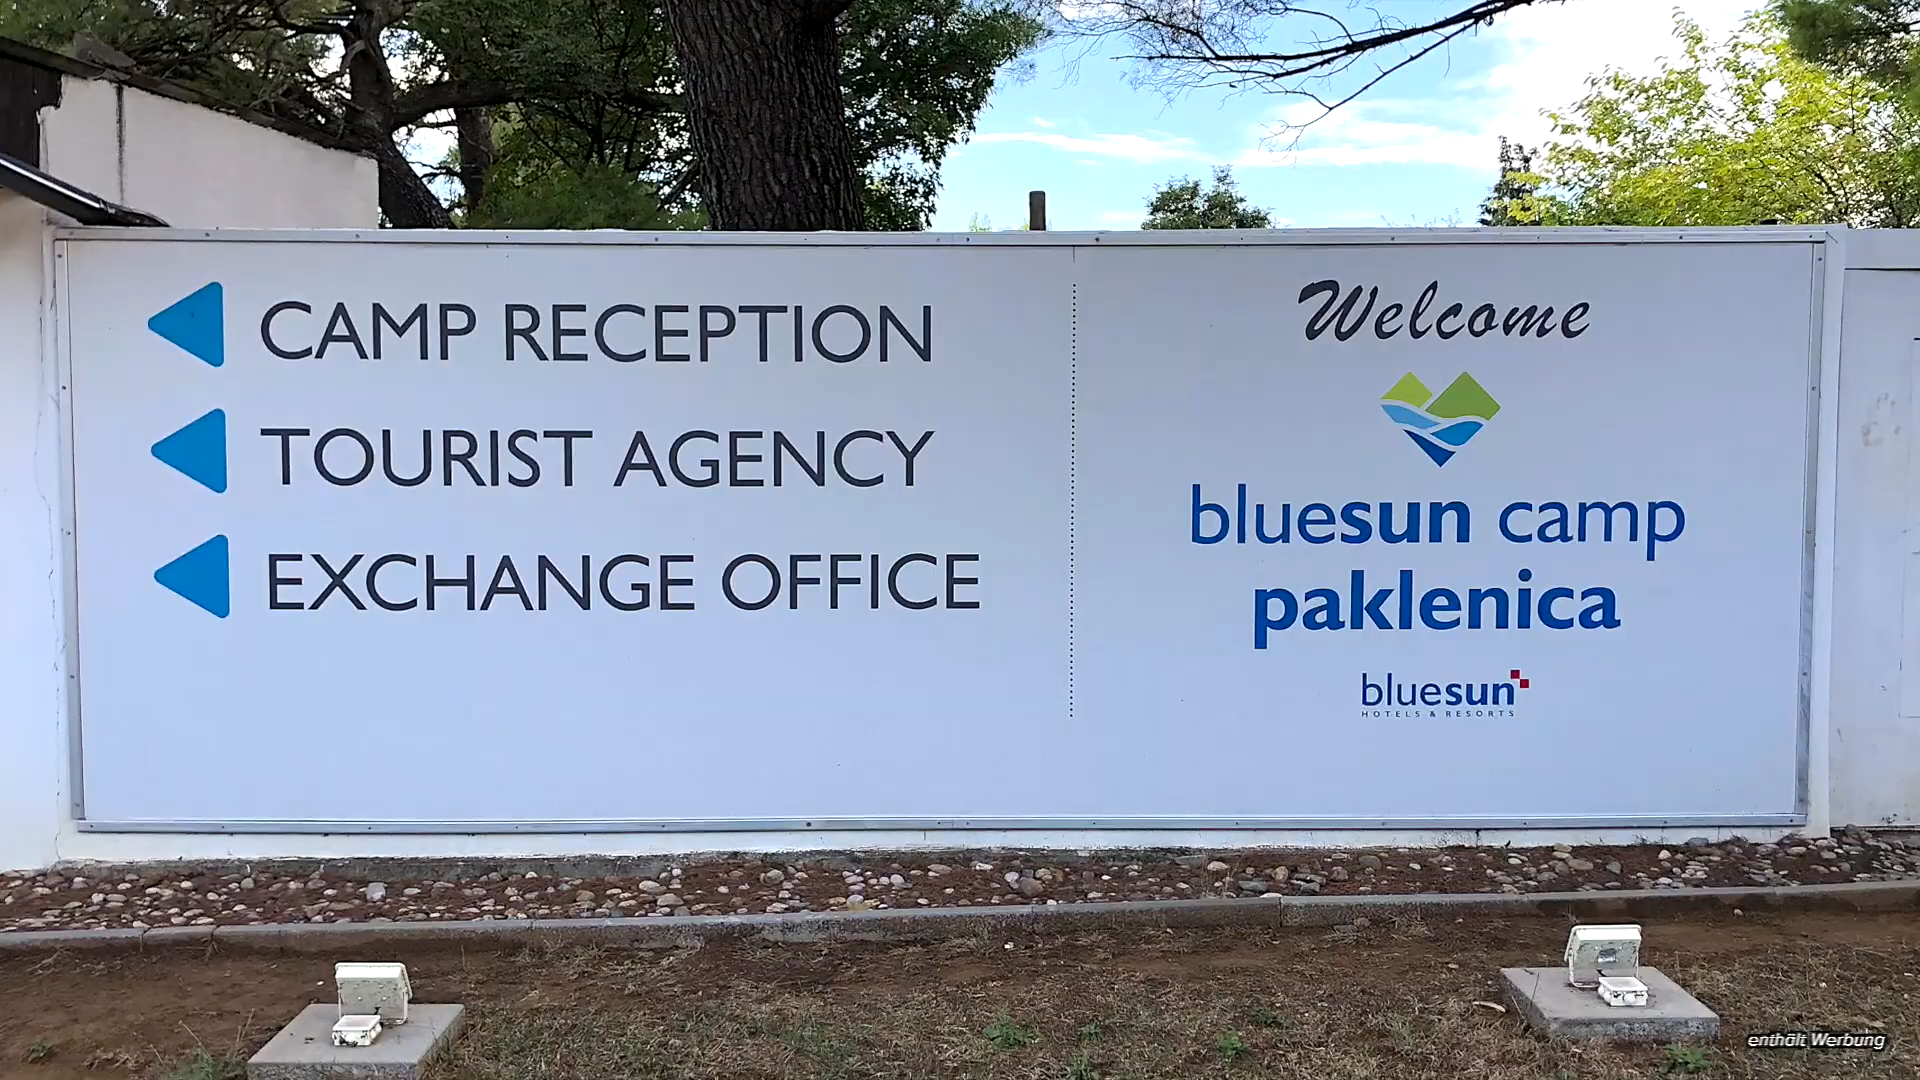 CAMP RECEPTION
TOURIST AGENCY
EXCHANGE OFFICE
Welcome
bluesun camp
paklenica
bluesun
HOTELS & RESORTS
enthält Werbung